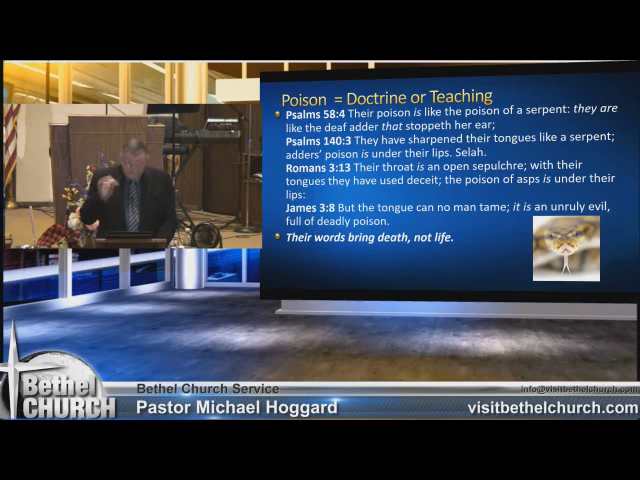 Poison = Doctrine or Teaching
Psalms 58:4 Their poison is like the poison of a serpent: they are
like the deaf adder that stoppeth her ear;
Psalms 140:3 They have sharpened their tongues like a serpent;
adders' poison is under their lips. Selah.
Romans 3:13 Their throat is an open sepulchre; with their
tongues they have used deceit; the poison of asps is under their
lips:
James 3:8 But the tongue can no man tame; it is an unruly evil,
full of deadly poison.
Their words bring death, not life.
Bethel
CHURCH
Bethel Church Service
info@visitbethelchurch.com
Pastor Michael Hoggard
visitbethelchurch.com